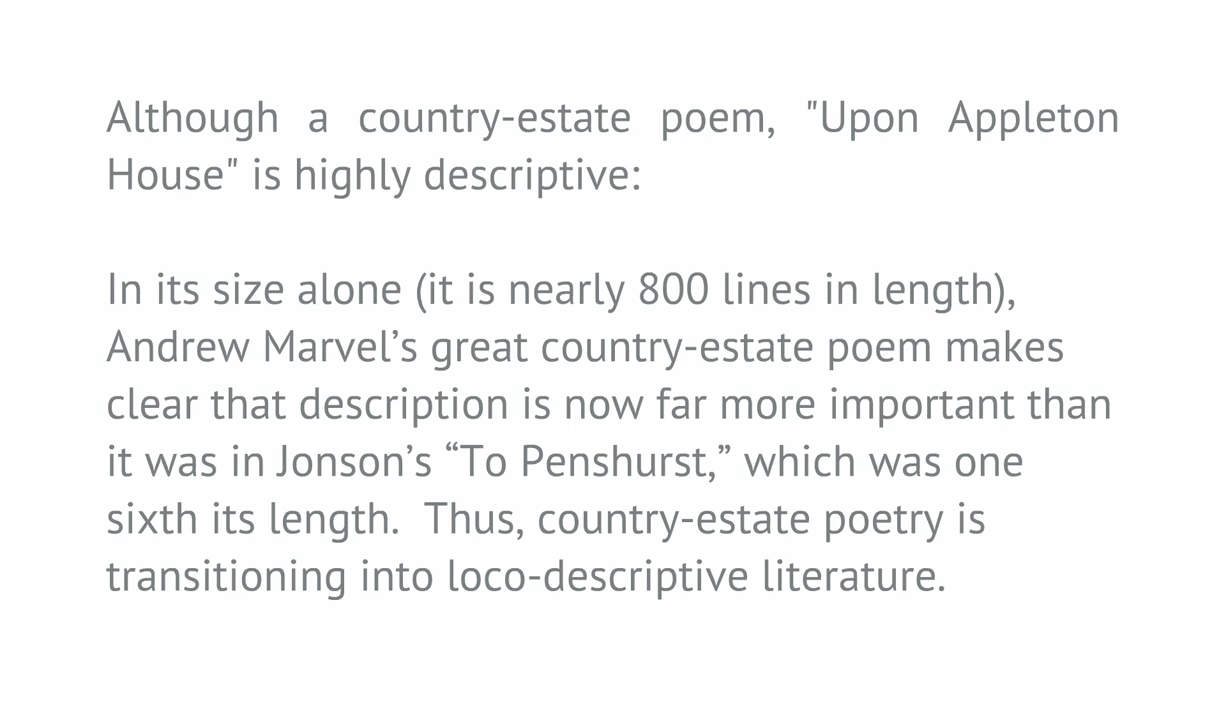 Although a country-estate poem, "Upon Appleton
House" is highly descriptive:
In its size alone (it is nearly 800 lines in length),
Andrew Marvel’s great country-estate poem makes
clear that description is now far more important than
it was in Jonson’s “To Penshurst,” which was one
sixth its length.  Thus, country-estate poetry is
transitioning into loco-descriptive literature.